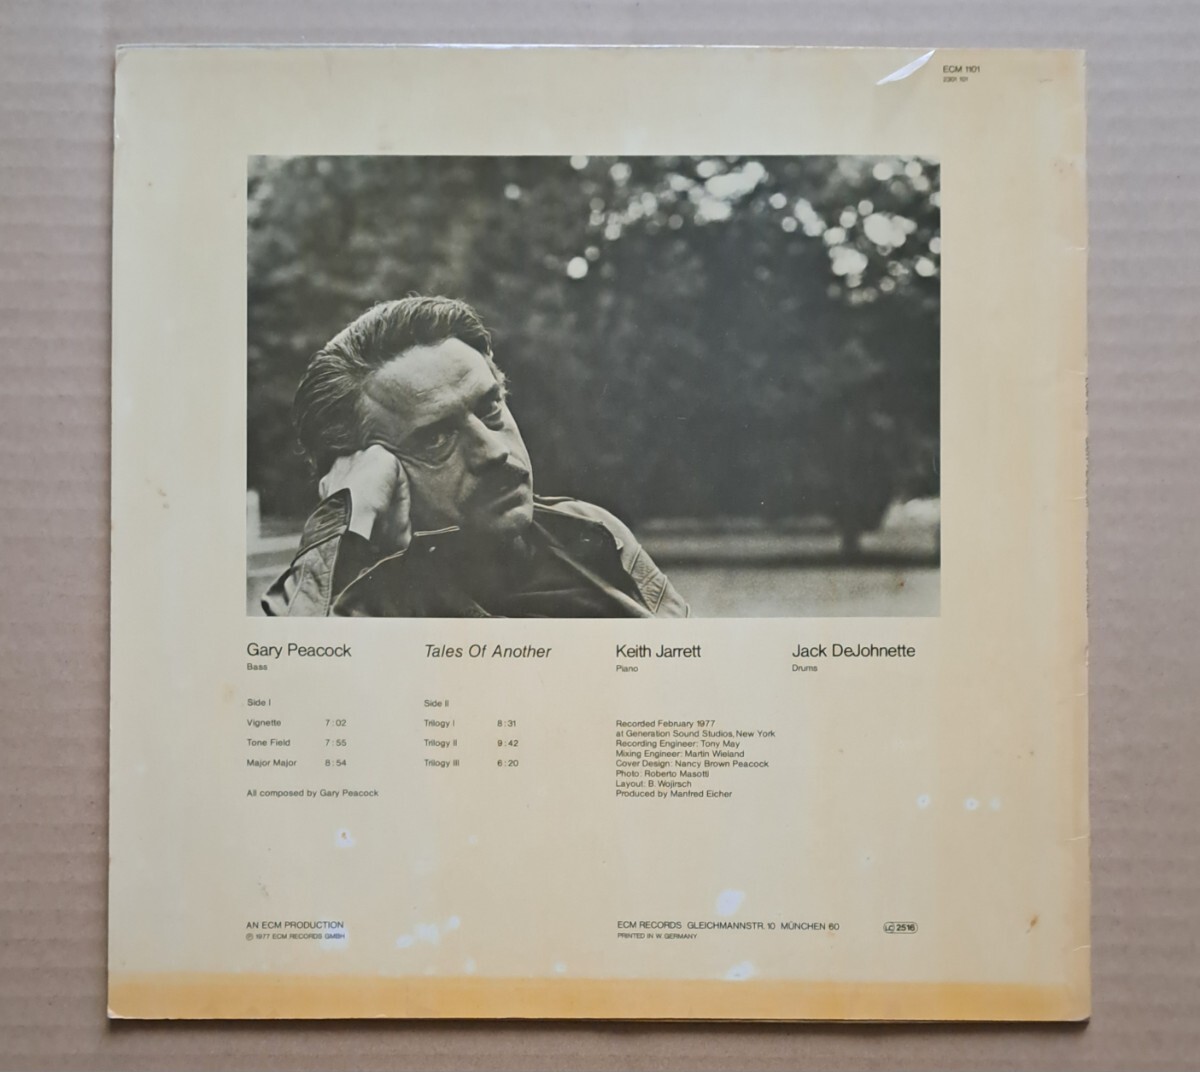 ECM 1101
2301 101
Gary Peacock
Bass
Tales Of Another
Keith Jarrett
Piano
Jack DeJohnette
Drums
Side I
Vignette 7:02
Tone Field 7:55
Major Major 8:54
All composed by Gary Peacock
Side II
Trilogy I 8:31
Trilogy II 9:42
Trilogy III 6:20
Recorded February 1977
at Generation Sound Studios, New York
Recording Engineer: Tony May
Mixing Engineer: Martin Wieland
Cover Design: Nancy Brown Peacock
Photo: Roberto Masotti
Layout: B. Wojirsch
Produced by Manfred Eicher
AN ECM PRODUCTION
℗ 1977 ECM RECORDS GMBH
ECM RECORDS GLEICHMANNSTR. 10 MÜNCHEN 60
PRINTED IN W. GERMANY
LC 2516